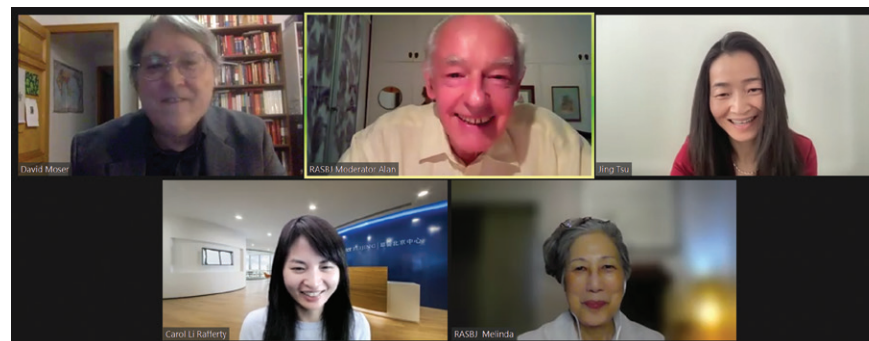 David Moser
RASBJ Moderator Alan
Jing Tsu
Carol Li Rafferty
RASBJ Melinda